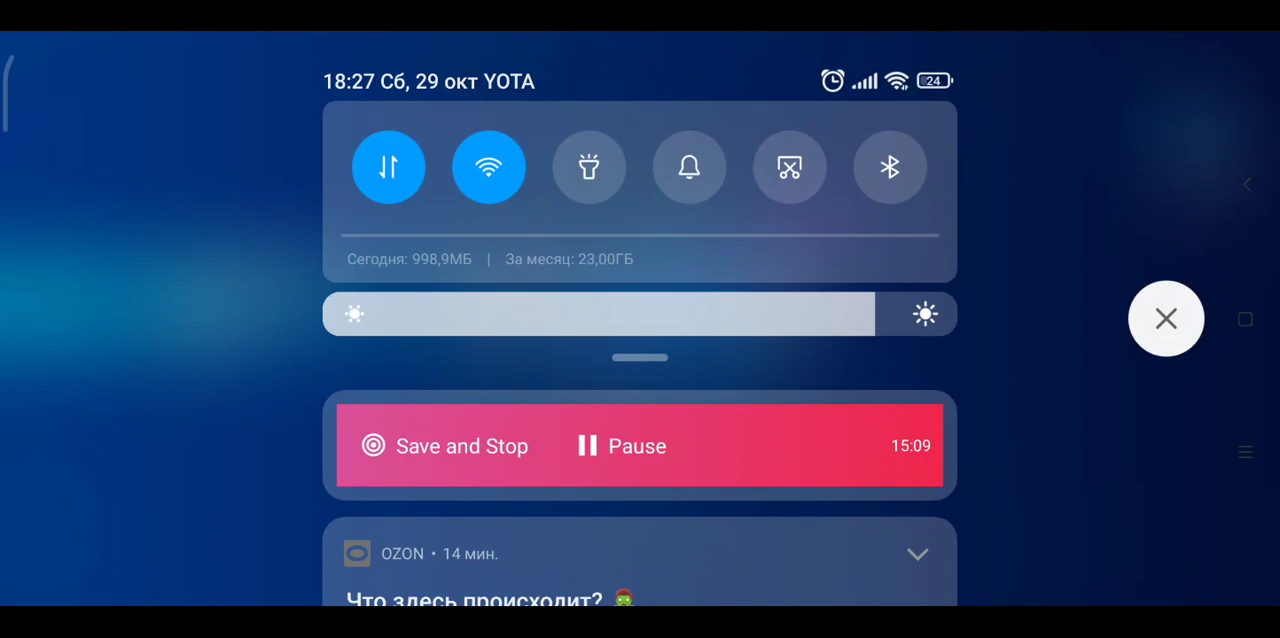 18:27 Сб, 29 окт YOTA 24
Сегодня: 998,9МБ | За месяц: 23,00ГБ
Save and Stop Pause 15:09
OZON • 14 мин.
Что здесь происходит?